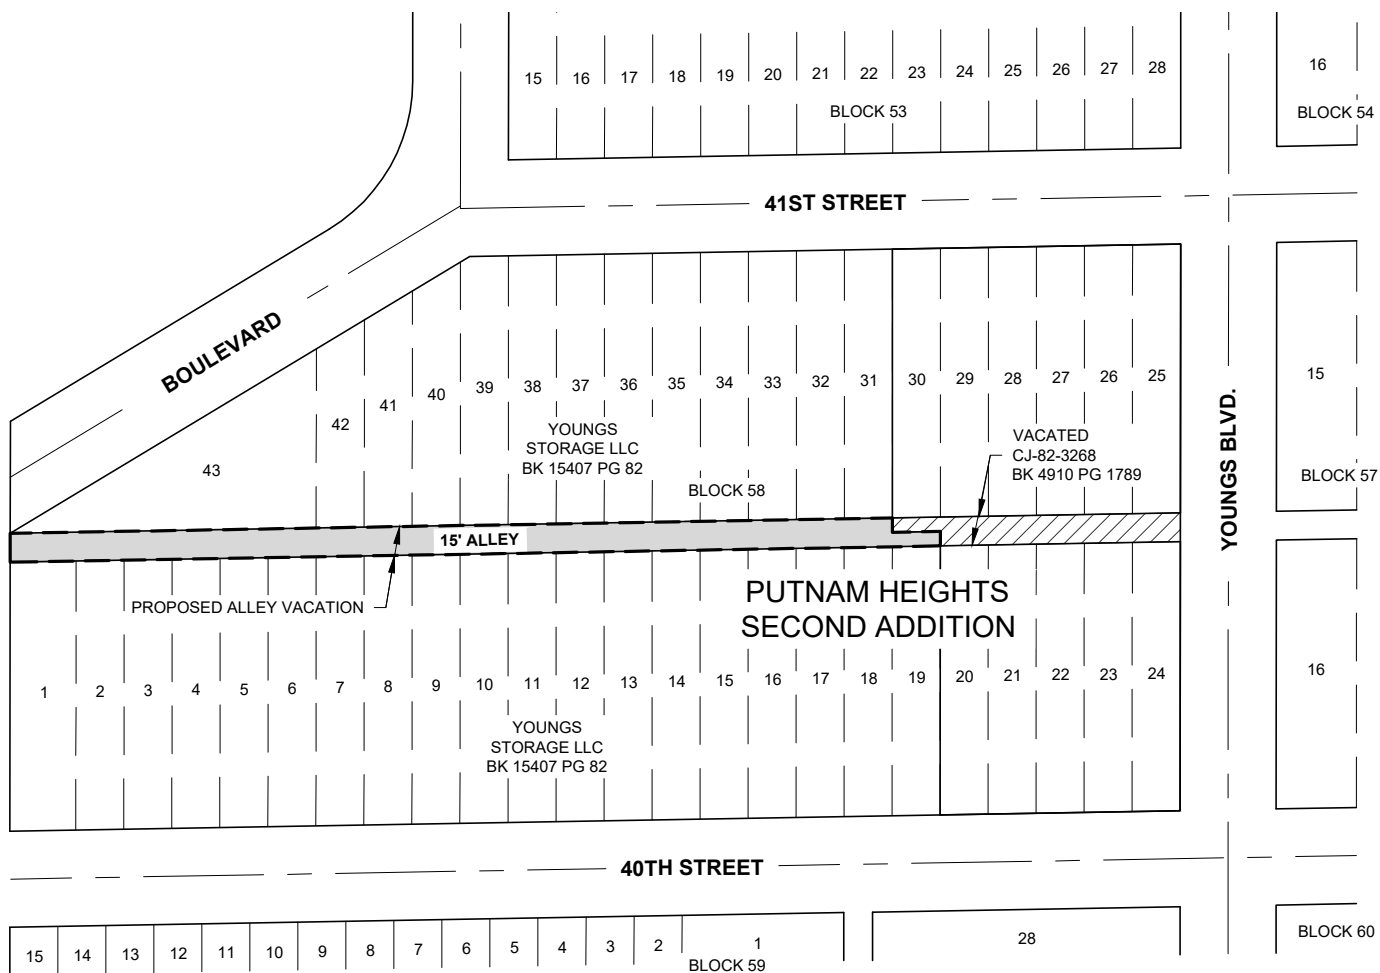 15 16 17 18 19 20 21 22 23 24 25 26 27 28 16
BLOCK 53
BLOCK 54
41ST STREET
BOULEVARD
43 42 41 40 39 38 37 36 35 34 33 32 31 30 29 28 27 26 25 15
YOUNGS
STORAGE LLC
BK 15407 PG 82
VACATED
CJ-82-3268
BK 4910 PG 1789
YOUNGS BLVD.
BLOCK 57
BLOCK 58
15' ALLEY
PROPOSED ALLEY VACATION
PUTNAM HEIGHTS
SECOND ADDITION
1 2 3 4 5 6 7 8 9 10 11 12 13 14 15 16 17 18 19 20 21 22 23 24 16
YOUNGS
STORAGE LLC
BK 15407 PG 82
40TH STREET
15 14 13 12 11 10 9 8 7 6 5 4 3 2 1 28
BLOCK 60
BLOCK 59